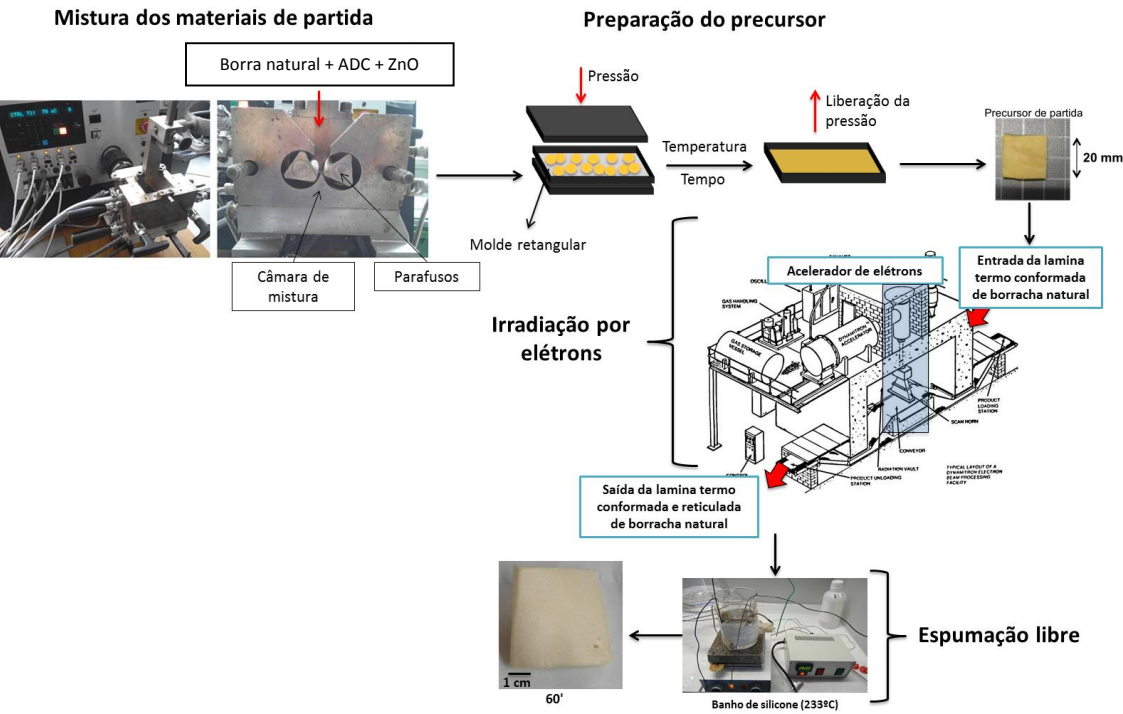 Mistura dos materiais de partida
Preparação do precursor
Borra natural + ADC + ZnO
Pressão
Liberação da
pressão
Temperatura
Tempo
Precursor de partida
20 mm
Molde retangular
Câmara de
mistura
Parafusos
Irradiação por
elétrons
Acelerador de elétrons
Entrada da lamina
termo conformada
de borracha natural
GAS HANDLING
SYSTEM
GAS STORAGE
VESSEL
DYNAMITRON
ACCELERATOR
PRODUCT
LOADING
STATION
SCAN HORN
CONVEYOR
RADIATION VAULT
PRODUCT UNLOADING
STATION
TYPICAL LAYOUT OF A
DYNAMITRON ELECTRON
BEAM PROCESSING
FACILITY
Saída da lamina termo
conformada e reticulada
de borracha natural
Espumação libre
1 cm
60'
Banho de silicone (233ºC)